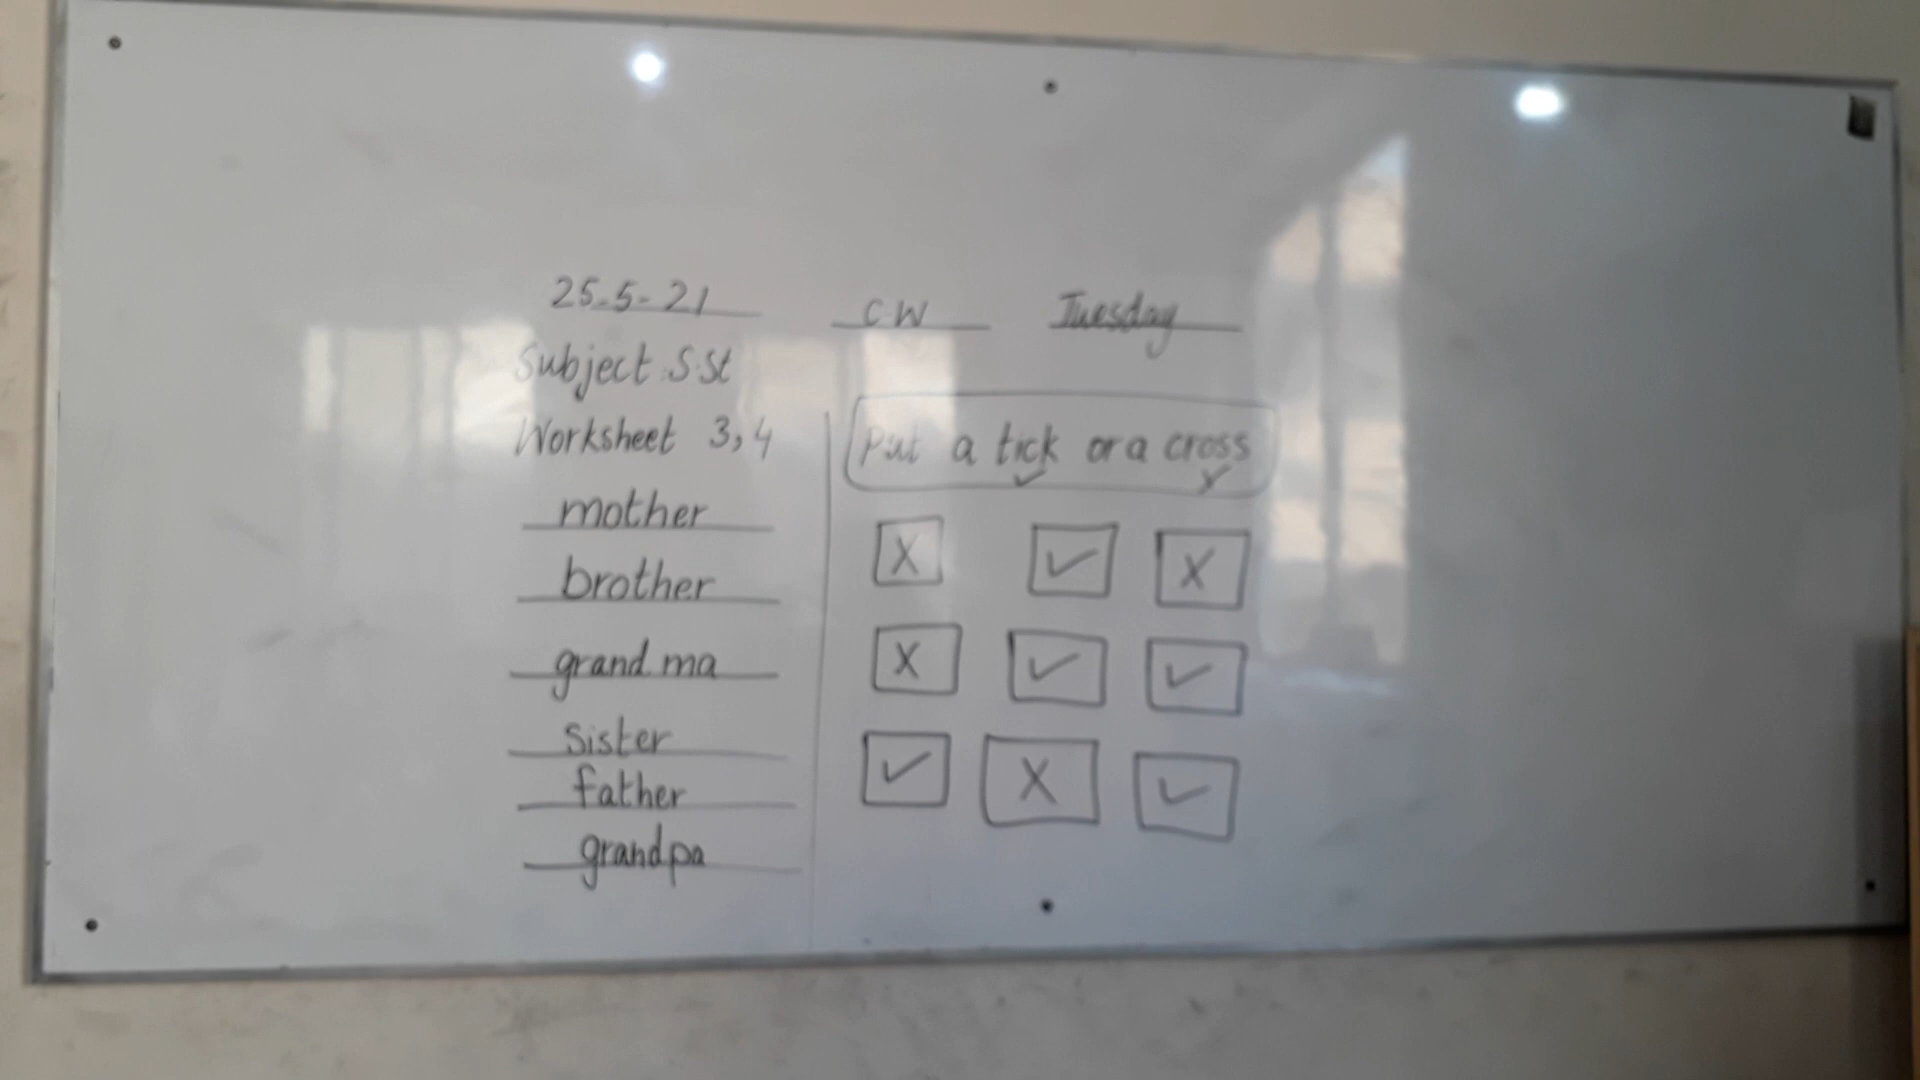 25-5-21 CW Tuesday
Subject S.St
Worksheet 3,4
mother
brother
grand ma
sister
father
grandpa
Put a tick or a cross
✓ x
X ✓ X
X ✓ ✓
✓ X ✓